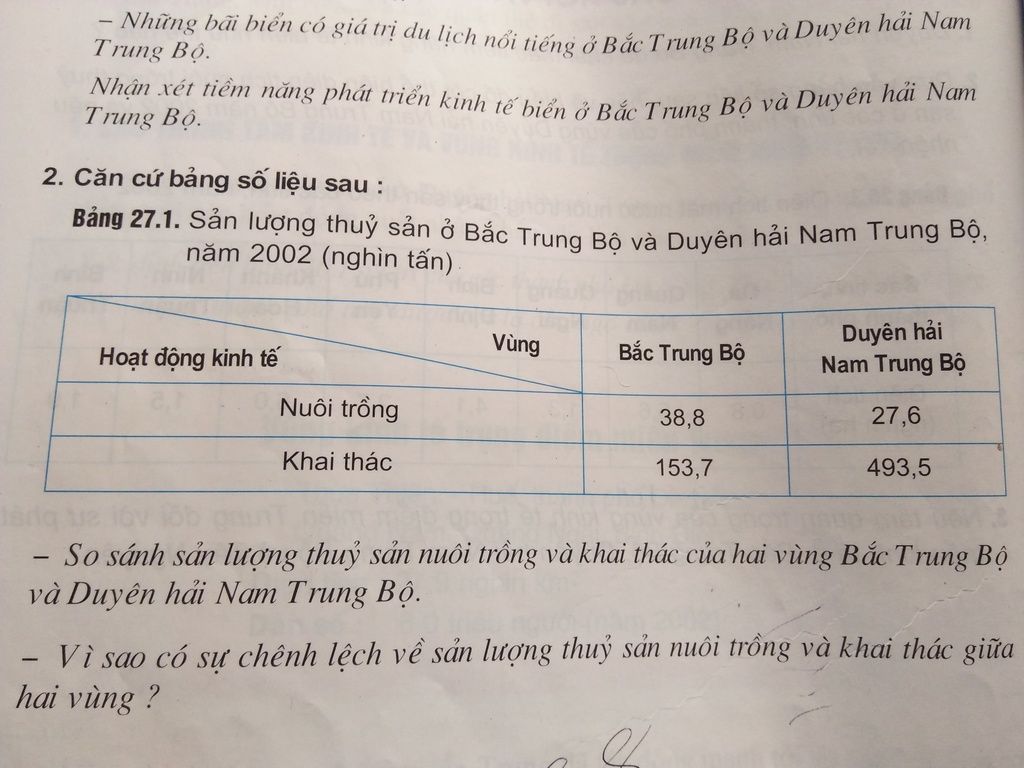 – Những bãi biển có giá trị du lịch nổi tiếng ở Bắc Trung Bộ và Duyên hải Nam
Trung Bộ.
Nhận xét tiềm năng phát triển kinh tế biển ở Bắc Trung Bộ và Duyên hải Nam
Trung Bộ.
2. Căn cứ bảng số liệu sau :
Bảng 27.1. Sản lượng thuỷ sản ở Bắc Trung Bộ và Duyên hải Nam Trung Bộ,
năm 2002 (nghìn tấn)
Vùng
Hoạt động kinh tế
Bắc Trung Bộ
Duyên hải
Nam Trung Bộ
Nuôi trồng 38,8 27,6
Khai thác 153,7 493,5
– So sánh sản lượng thuỷ sản nuôi trồng và khai thác của hai vùng Bắc Trung Bộ
và Duyên hải Nam Trung Bộ.
– Vì sao có sự chênh lệch về sản lượng thuỷ sản nuôi trồng và khai thác giữa
hai vùng ?